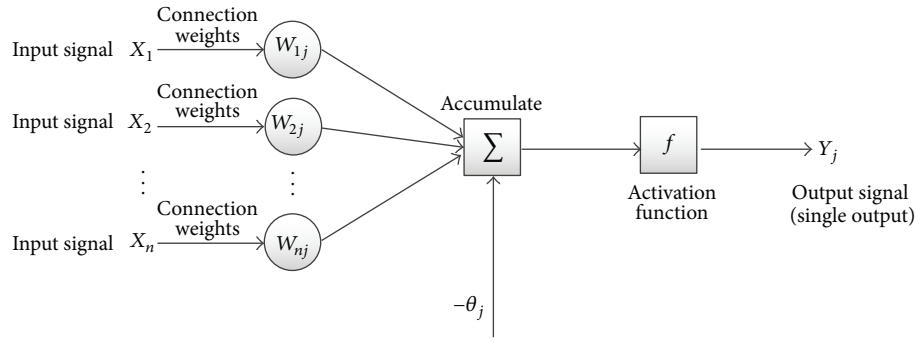 Connection
weights
Input signal X₁ W₁ⱼ
Connection
weights
Input signal X₂ W₂ⱼ
Accumulate
∑ f Yⱼ
Activation
function
Output signal
(single output)
⋮ ⋮ ⋮
Connection
weights
Input signal Xₙ Wₙⱼ
−θⱼ